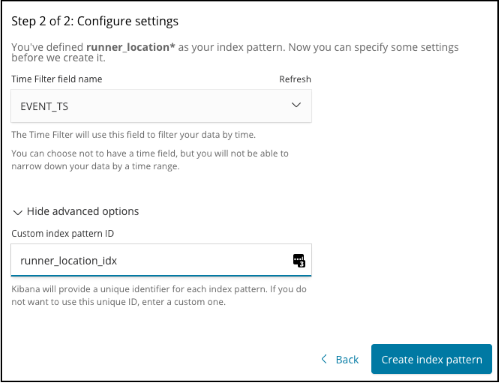 Step 2 of 2: Configure settings
You've defined runner_location* as your index pattern. Now you can specify some settings
before we create it.
Time Filter field name Refresh
EVENT_TS
The Time Filter will use this field to filter your data by time.
You can choose not to have a time field, but you will not be able to
narrow down your data by a time range.
Hide advanced options
Custom index pattern ID
runner_location_idx
Kibana will provide a unique identifier for each index pattern. If you do
not want to use this unique ID, enter a custom one.
Back Create index pattern